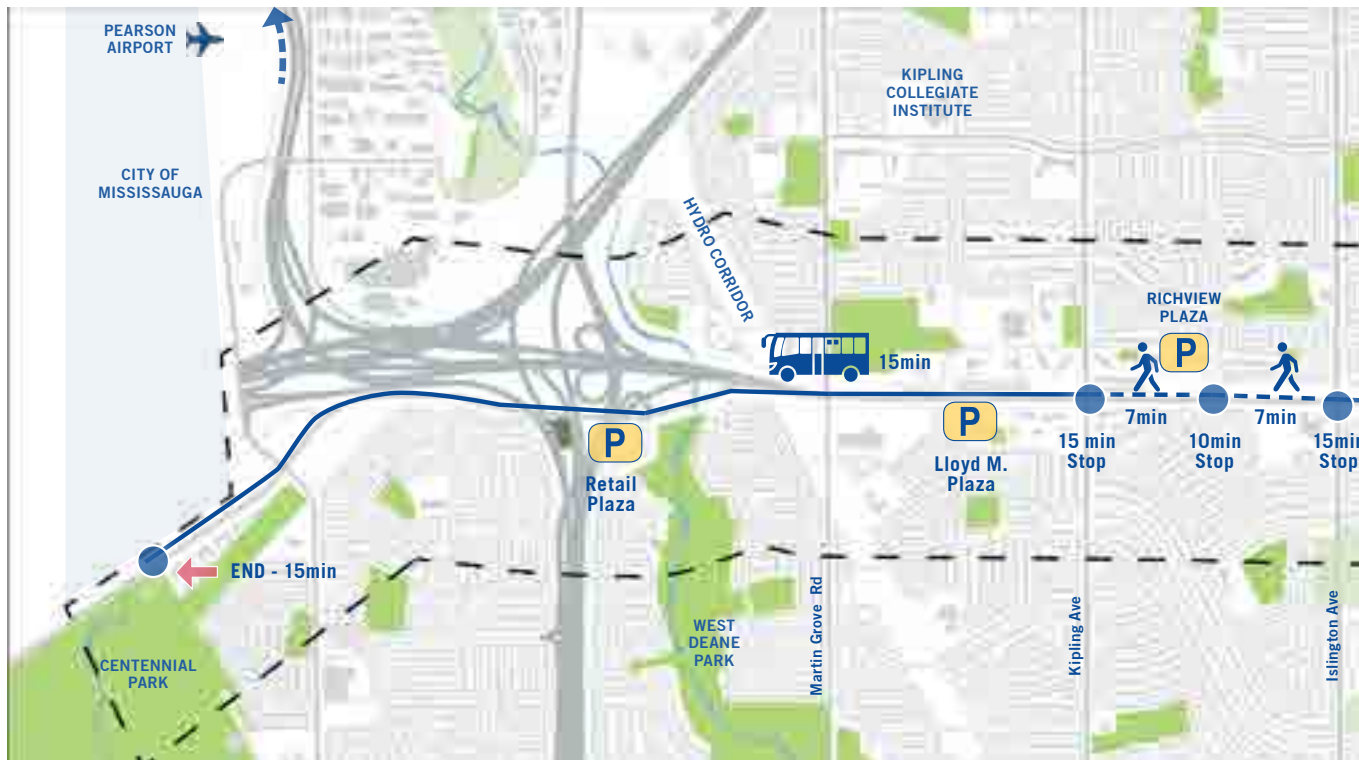 PEARSON
AIRPORT
KIPLING
COLLEGIATE
INSTITUTE
CITY OF
MISSISSAUGA
HYDRO CORRIDOR
RICHVIEW
PLAZA
P
15min
7min
7min
P
Lloyd M.
Plaza
15 min
Stop
10min
Stop
15min
Stop
P
Retail
Plaza
END - 15min
Martin Grove Rd
Kipling Ave
Islington Ave
WEST
DEANE
PARK
CENTENNIAL
PARK